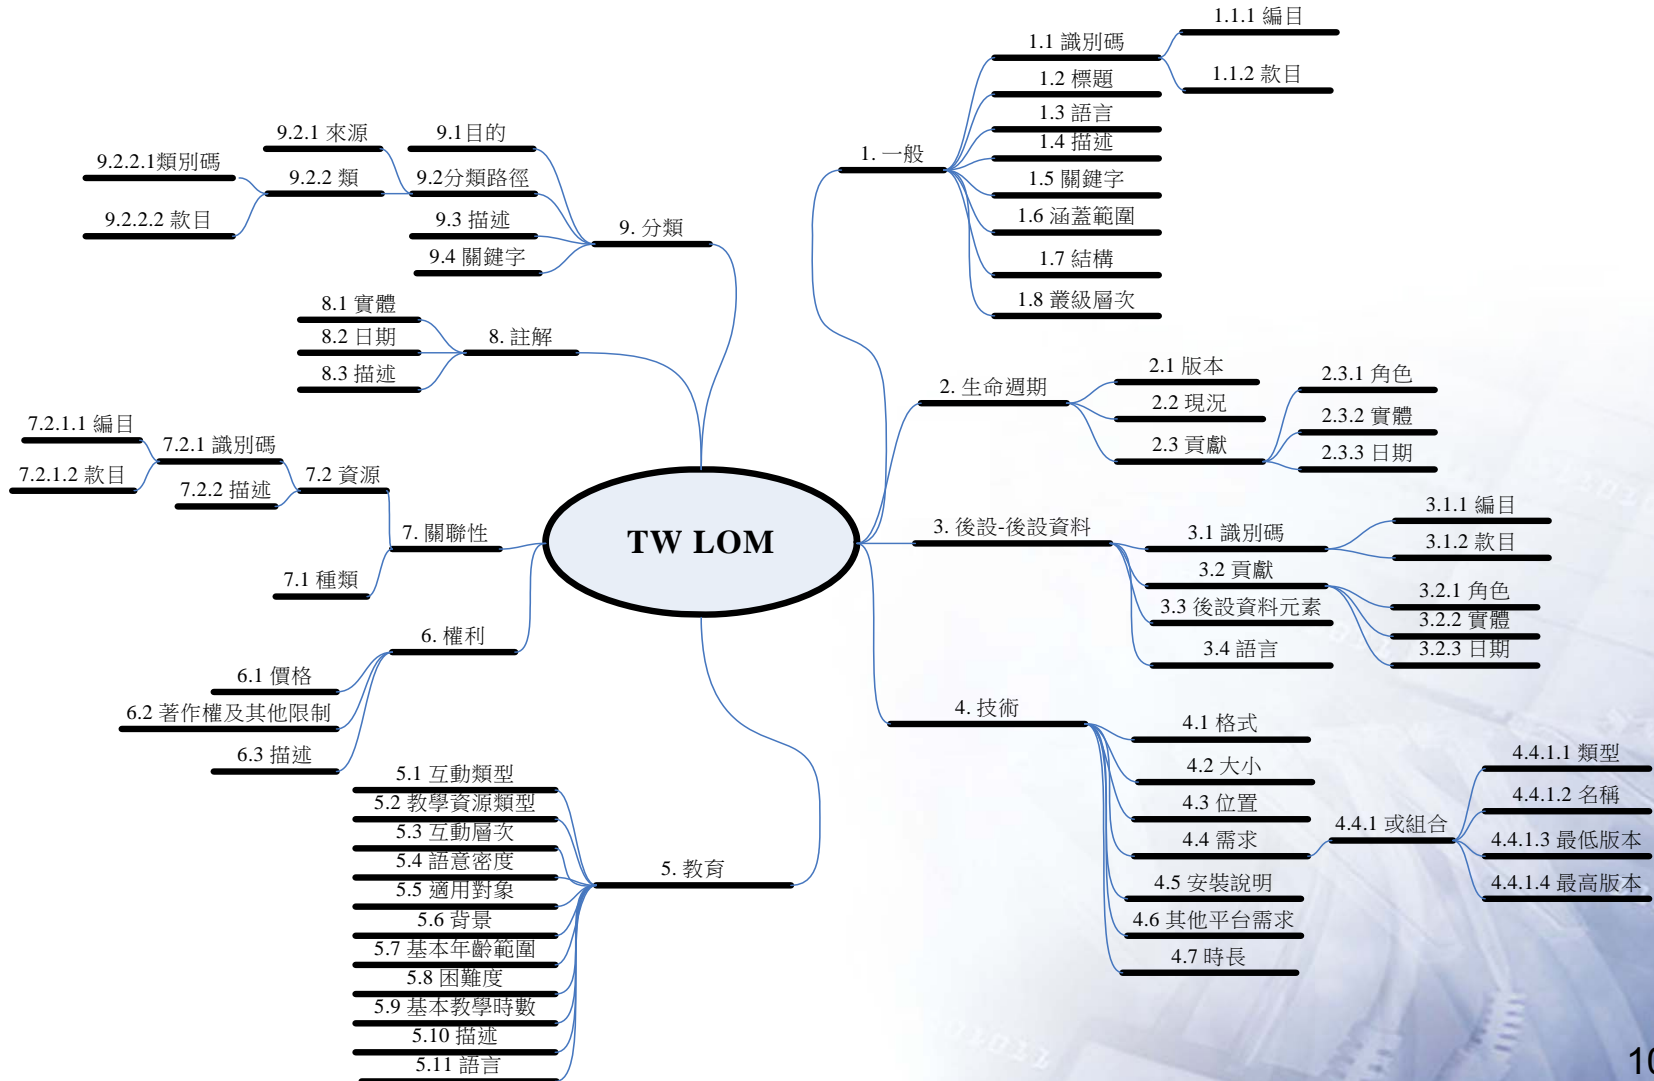 TW LOM
1. 一般
1.1 識別碼
1.1.1 編目
1.1.2 款目
1.2 標題
1.3 語言
1.4 描述
1.5 關鍵字
1.6 涵蓋範圍
1.7 結構
1.8 叢級層次
2. 生命週期
2.1 版本
2.2 現況
2.3 貢獻
2.3.1 角色
2.3.2 實體
2.3.3 日期
3. 後設-後設資料
3.1 識別碼
3.1.1 編目
3.1.2 款目
3.2 貢獻
3.2.1 角色
3.2.2 實體
3.2.3 日期
3.3 後設資料元素
3.4 語言
4. 技術
4.1 格式
4.2 大小
4.3 位置
4.4 需求
4.4.1 或組合
4.4.1.1 類型
4.4.1.2 名稱
4.4.1.3 最低版本
4.4.1.4 最高版本
4.5 安裝說明
4.6 其他平台需求
4.7 時長
5. 教育
5.1 互動類型
5.2 教學資源類型
5.3 互動層次
5.4 語意密度
5.5 適用對象
5.6 背景
5.7 基本年齡範圍
5.8 困難度
5.9 基本教學時數
5.10 描述
5.11 語言
6. 權利
6.1 價格
6.2 著作權及其他限制
6.3 描述
7. 關聯性
7.1 種類
7.2 資源
7.2.1 識別碼
7.2.1.1 編目
7.2.1.2 款目
7.2.2 描述
8. 註解
8.1 實體
8.2 日期
8.3 描述
9. 分類
9.1目的
9.2分類路徑
9.2.1 來源
9.2.2 類
9.2.2.1類別碼
9.2.2.2 款目
9.3 描述
9.4 關鍵字
10